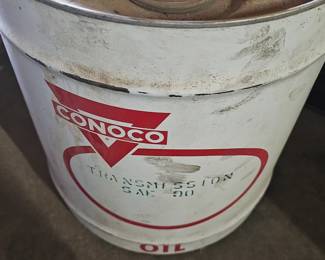 CONOCO
TRANSMISSION
SAE 90
OIL